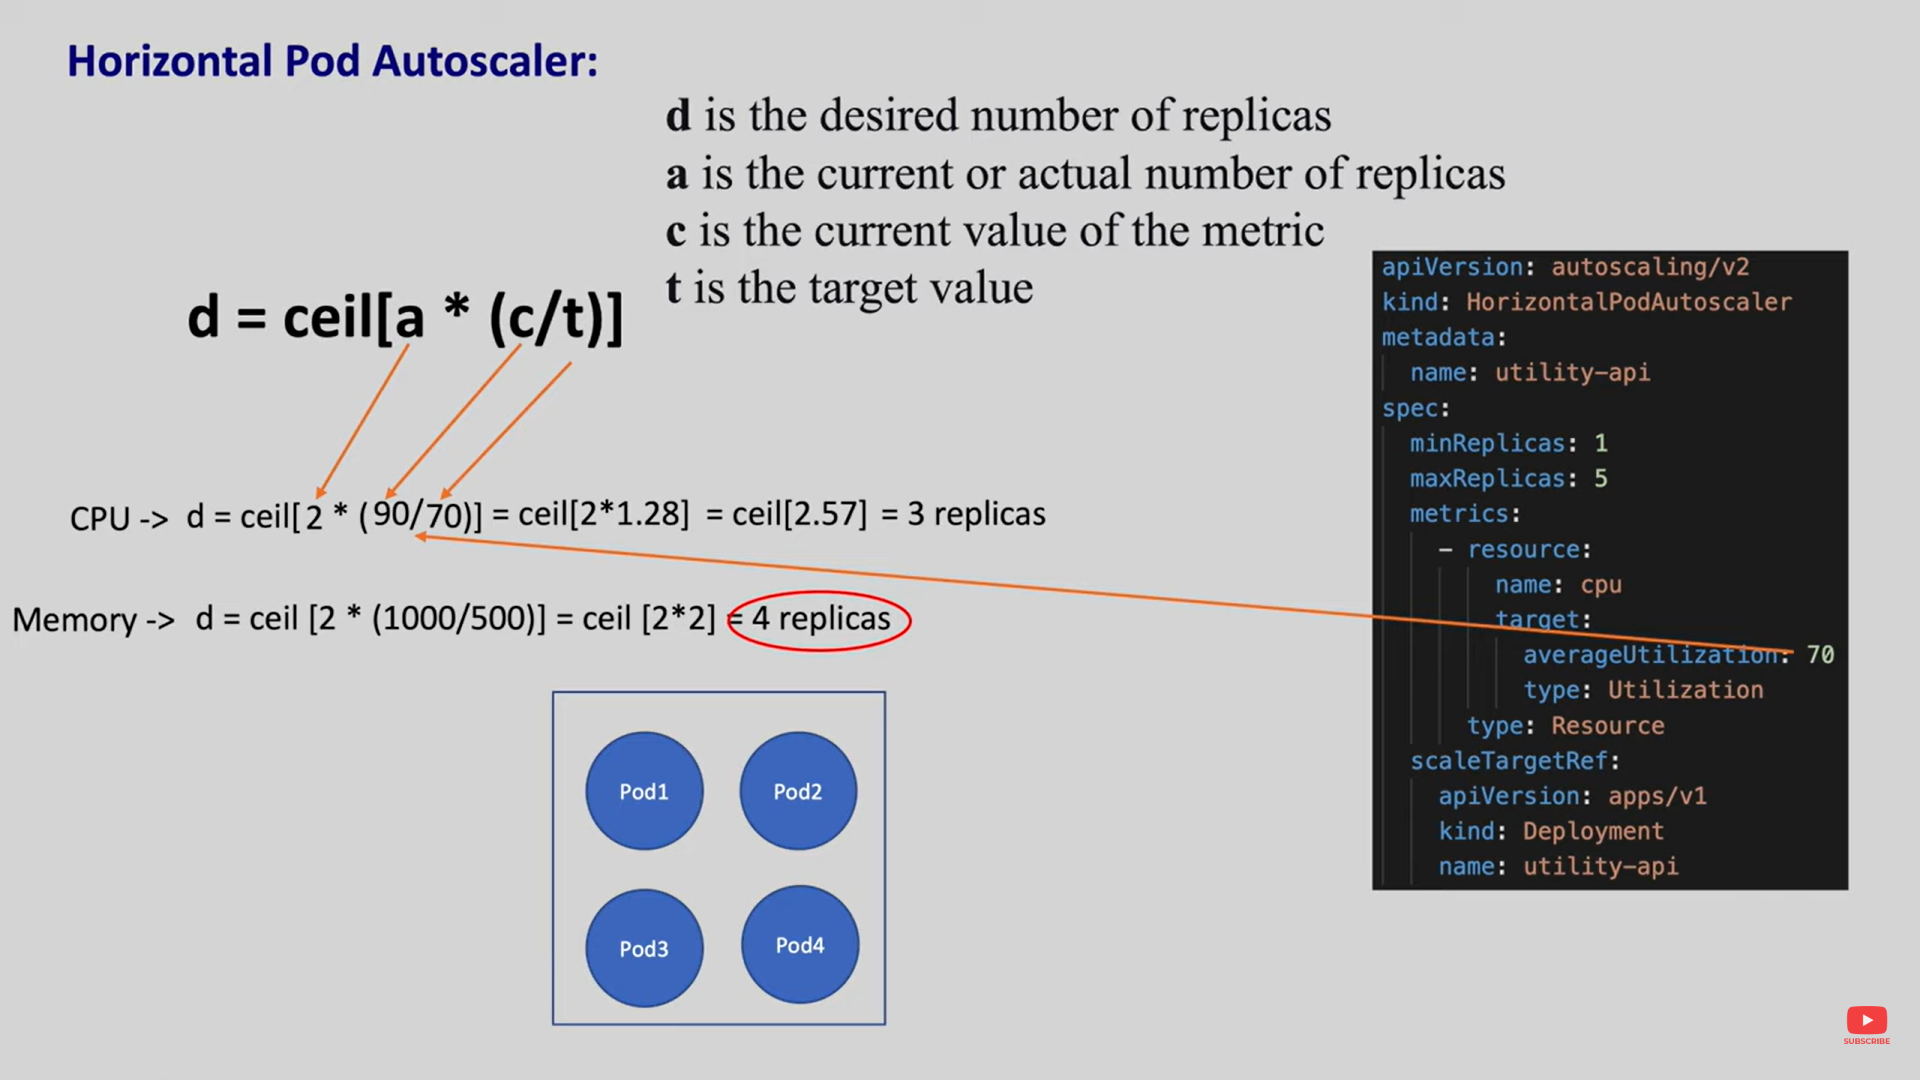 Horizontal Pod Autoscaler:
d is the desired number of replicas
a is the current or actual number of replicas
c is the current value of the metric
t is the target value
d = ceil[a * (c/t)]
CPU -> d = ceil[2 * (90/70)] = ceil[2*1.28] = ceil[2.57] = 3 replicas
Memory -> d = ceil [2 * (1000/500)] = ceil [2*2] = 4 replicas
Pod1
Pod2
Pod3
Pod4
apiVersion: autoscaling/v2
kind: HorizontalPodAutoscaler
metadata:
name: utility-api
spec:
minReplicas: 1
maxReplicas: 5
metrics:
- resource:
name: cpu
target:
averageUtilization: 70
type: Utilization
type: Resource
scaleTargetRef:
apiVersion: apps/v1
kind: Deployment
name: utility-api
SUBSCRIBE